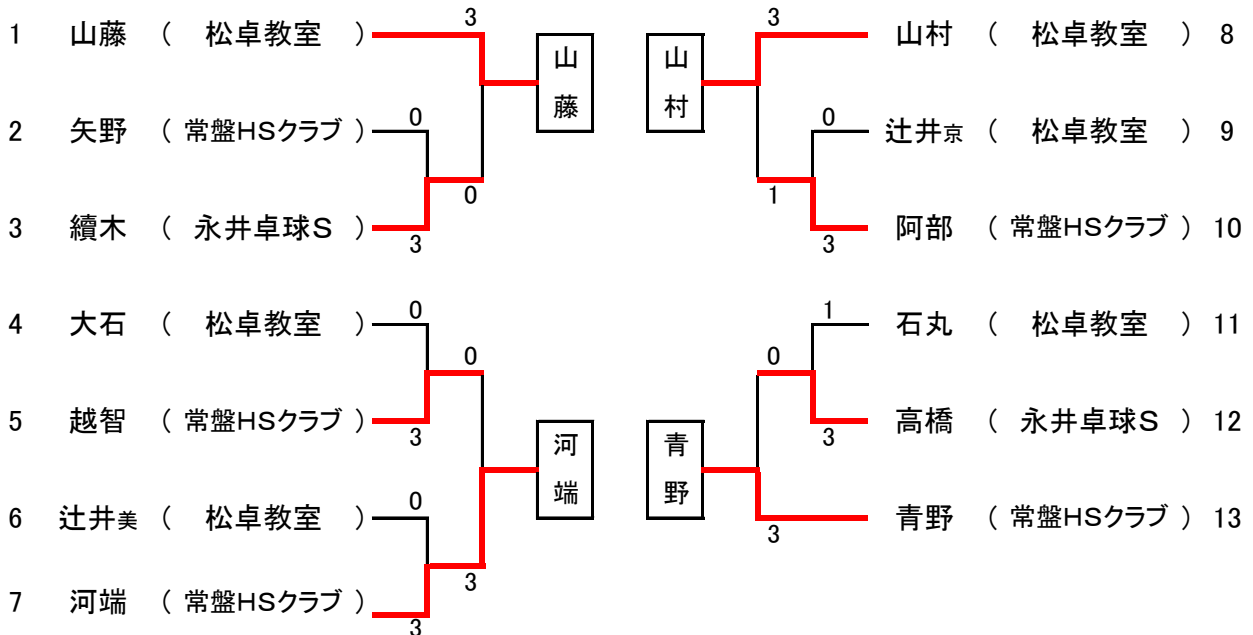 3
1 山藤 ( 松卓教室 )
山藤
0
2 矢野 ( 常盤HSクラブ )
0
3 續木 ( 永井卓球S )
3
0
4 大石 ( 松卓教室 )
0
5 越智 ( 常盤HSクラブ )
3
河端
0
6 辻井美 ( 松卓教室 )
3
7 河端 ( 常盤HSクラブ )
3
3
山村 ( 松卓教室 ) 8
山村
0
辻井京 ( 松卓教室 ) 9
1
阿部 ( 常盤HSクラブ ) 10
3
1
石丸 ( 松卓教室 ) 11
0
高橋 ( 永井卓球S ) 12
3
青野
青野 ( 常盤HSクラブ ) 13
3